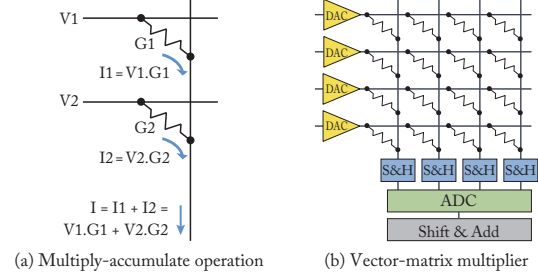 V1
G1
I1 = V1.G1
V2
G2
I2 = V2.G2
I = I1 + I2 =
V1.G1 + V2.G2
(a) Multiply-accumulate operation
DAC
DAC
DAC
DAC
S&H S&H S&H S&H
ADC
Shift & Add
(b) Vector-matrix multiplier